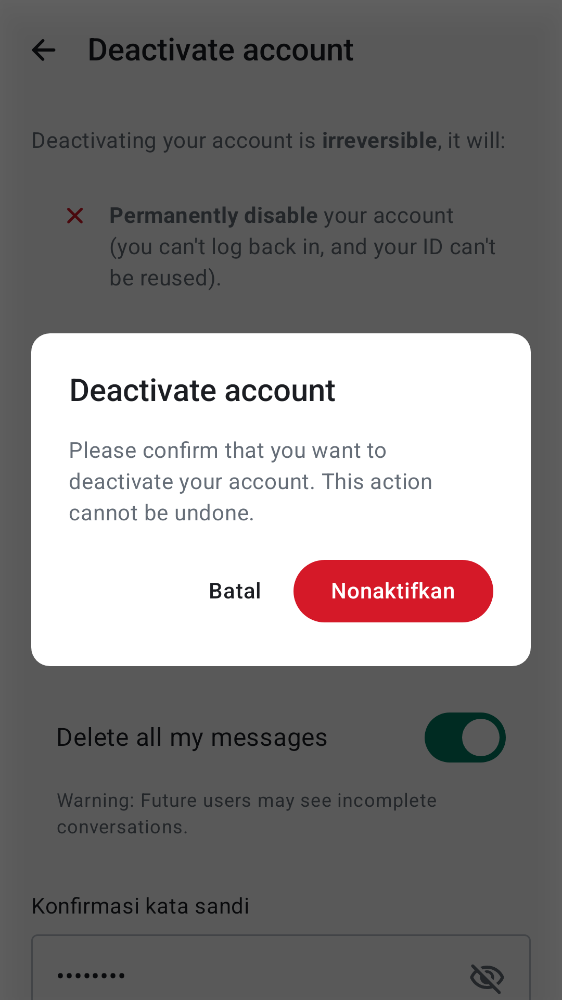 Deactivate account
Deactivating your account is irreversible, it will:
Permanently disable your account
(you can't log back in, and your ID can't
be reused).
Deactivate account
Please confirm that you want to
deactivate your account. This action
cannot be undone.
Batal
Nonaktifkan
Delete all my messages
Warning: Future users may see incomplete
conversations.
Konfirmasi kata sandi
••••••••